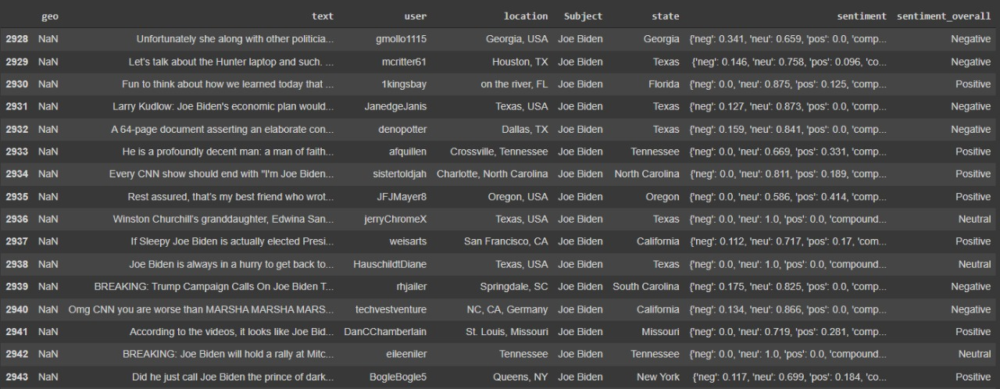 geo text user location Subject state sentiment sentiment_overall
2928 NaN Unfortunately she along with other politicia... gmollo1115 Georgia, USA Joe Biden Georgia {'neg': 0.341, 'neu': 0.659, 'pos': 0.0, 'comp... Negative
2929 NaN Let's talk about the Hunter laptop and such. ... mcritter61 Houston, TX Joe Biden Texas {'neg': 0.146, 'neu': 0.758, 'pos': 0.096, 'co... Negative
2930 NaN Fun to think about how we learned today that ... 1kingsbay on the river, FL Joe Biden Florida {'neg': 0.0, 'neu': 0.875, 'pos': 0.125, 'comp... Positive
2931 NaN Larry Kudlow: Joe Biden's economic plan would... JanedgeJanis Texas, USA Joe Biden Texas {'neg': 0.127, 'neu': 0.873, 'pos': 0.0, 'comp... Negative
2932 NaN A 64-page document asserting an elaborate con... denopotter Dallas, TX Joe Biden Texas {'neg': 0.159, 'neu': 0.841, 'pos': 0.0, 'comp... Negative
2933 NaN He is a profoundly decent man: a man of faith... afquillen Crossville, Tennessee Joe Biden Tennessee {'neg': 0.0, 'neu': 0.669, 'pos': 0.331, 'comp... Positive
2934 NaN Every CNN show should end with "I'm Joe Biden... sistertoldjah Charlotte, North Carolina Joe Biden North Carolina {'neg': 0.0, 'neu': 0.811, 'pos': 0.189, 'comp... Positive
2935 NaN Rest assured, that's my best friend who wrot... JFJMayer8 Oregon, USA Joe Biden Oregon {'neg': 0.0, 'neu': 0.586, 'pos': 0.414, 'comp... Positive
2936 NaN Winston Churchill's granddaughter, Edwina San... jerryChromeX Texas, USA Joe Biden Texas {'neg': 0.0, 'neu': 1.0, 'pos': 0.0, 'compound... Neutral
2937 NaN If Sleepy Joe Biden is actually elected Presi... weisarts San Francisco, CA Joe Biden California {'neg': 0.112, 'neu': 0.717, 'pos': 0.17, 'com... Positive
2938 NaN Joe Biden is always in a hurry to get back to... HauschildtDiane Texas Joe Biden Texas {'neg': 0.0, 'neu': 1.0, 'pos': 0.0, 'compound... Neutral
2939 NaN BREAKING: Trump Campaign Calls On Joe Biden T... rhjailer Springdale, SC Joe Biden South Carolina {'neg': 0.175, 'neu': 0.825, 'pos': 0.0, 'comp... Negative
2940 NaN Omg CNN you are worse than MARSHA MARSHA MARS... techvestventure NC, CA, Germany Joe Biden California {'neg': 0.134, 'neu': 0.866, 'pos': 0.0, 'comp... Negative
2941 NaN According to the videos, it looks like Joe Bid... DanCChamberlain St. Louis, Missouri Joe Biden Missouri {'neg': 0.0, 'neu': 0.719, 'pos': 0.281, 'comp... Positive
2942 NaN BREAKING: Joe Biden will hold a rally at Mitc... eileeniler Tennessee Joe Biden Tennessee {'neg': 0.0, 'neu': 1.0, 'pos': 0.0, 'compound... Neutral
2943 NaN Did he just call Joe Biden the prince of dark... BogleBogle5 Queens, NY Joe Biden New York {'neg': 0.117, 'neu': 0.699, 'pos': 0.184, 'co... Positive